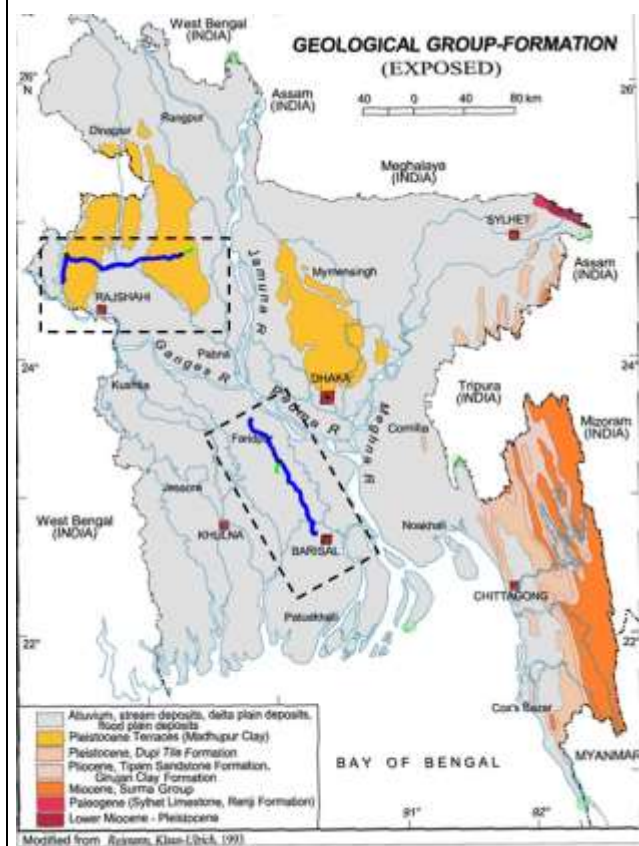 West Bengal
(INDIA)
GEOLOGICAL GROUP-FORMATION
(EXPOSED)
26°
N
Assam
(INDIA)
40 0 40 80 km
26°
Rangpur
Dinajpur
Meghalaya
(INDIA)
SYLHET
Assam
(INDIA)
Jamuna R
Mymensingh
RAJSHAHI
Pabna
Ganges R
24°
24°
DHAKA
Padma R
Meghna R
Tripura
(INDIA)
Kushtia
Comilla
Mizoram
(INDIA)
Faridpur
Jessore
West Bengal
(INDIA)
KHULNA
BARISAL
Noakhali
CHITTAGONG
Patuakhali
22°
22°
Cox's Bazar
Alluvium, stream deposits, delta plain deposits,
flood plain deposits
Pleistocene Terraces (Madhupur Clay)
Pleistocene, Dupi Tila Formation
Pliocene, Tipam Sandstone Formation,
Girujan Clay Formation
Miocene, Surma Group
Paleogene (Sylhet Limestone, Renji Formation)
Lower Miocene - Pleistocene
MYANMAR
BAY OF BENGAL
91°
92°
Modified from Reimann, Klaus-Ulrich, 1993